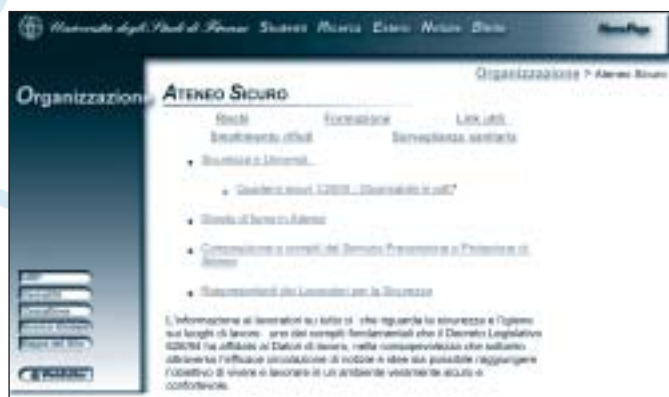 Università degli Studi di Firenze Studenti Ricerca Estero Notizie Diritto HomePage
Organizzazione > Ateneo Sicuro
Organizzazione
ATENEO SICURO
Rischi Formazione Link utili
Smaltimento rifiuti Sorveglianza sanitaria
Sicurezza e Università
Divieto di fumo in Ateneo
Composizione e compiti del Servizio Prevenzione e Protezione di
Ateneo
Rappresentanti dei Lavoratori per la Sicurezza
L'informazione ai lavoratori su tutto ci che riguarda la sicurezza e l'igiene
sui luoghi di lavoro uno dei compiti fondamentali che il Decreto Legislativo
626/94 ha affidato ai Datori di lavoro, nella consapevolezza che soltanto
attraverso l'efficace circolazione di notizie e idee sia possibile raggiungere
l'obiettivo di vivere e lavorare in un ambiente veramente sicuro e
confortevole.